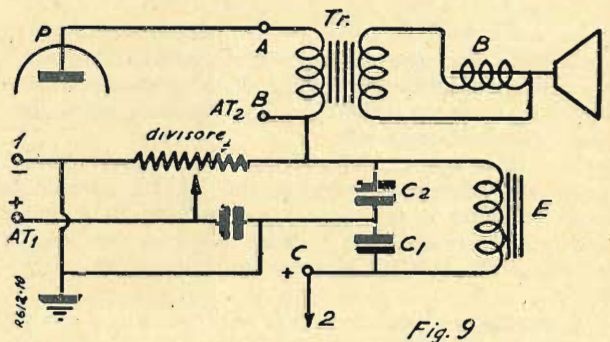 P
A
Tr.
B
AT2
B
divisore
1
-
+
AT1
C2
C1
E
C
+
2
R612-10
Fig. 9